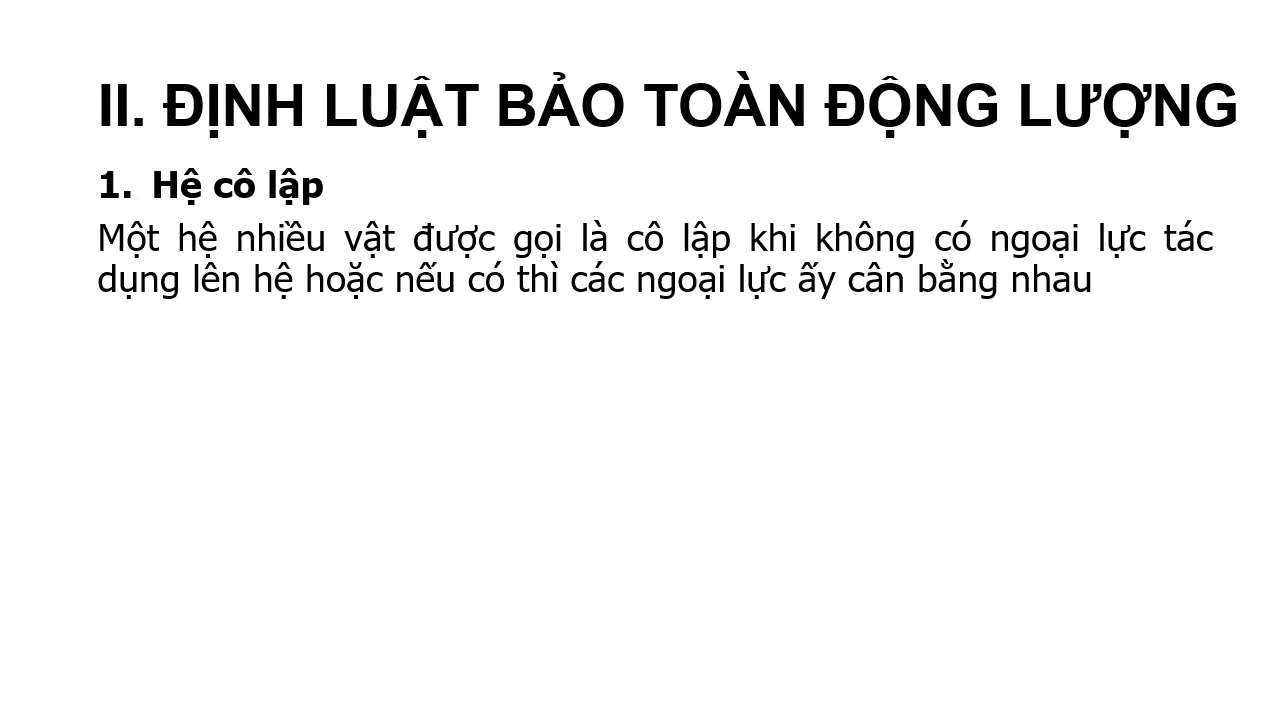 II. ĐỊNH LUẬT BẢO TOÀN ĐỘNG LƯỢNG
1. Hệ cô lập
Một hệ nhiều vật được gọi là cô lập khi không có ngoại lực tác
dụng lên hệ hoặc nếu có thì các ngoại lực ấy cân bằng nhau